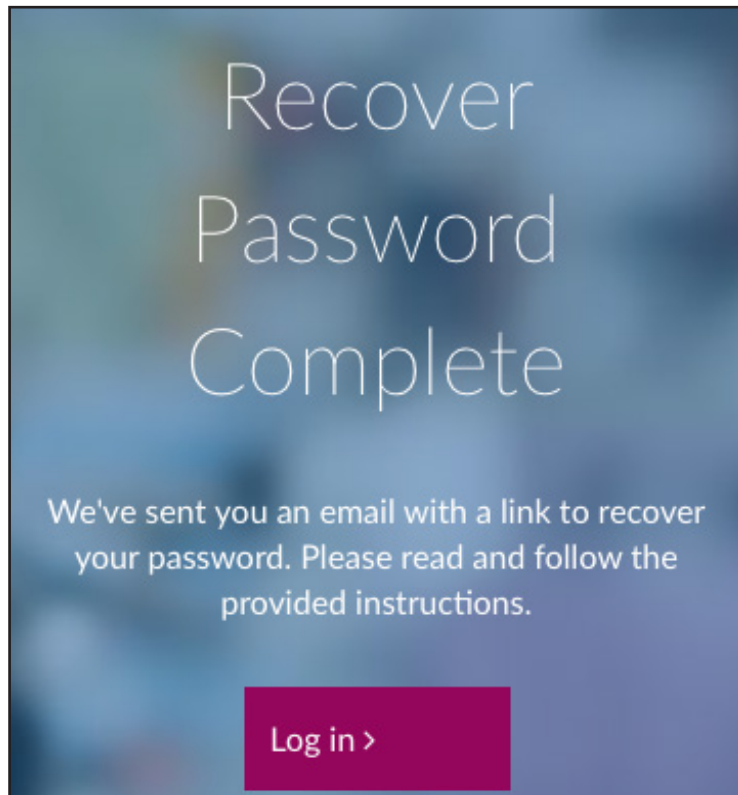 Recover
Password
Complete
We've sent you an email with a link to recover
your password. Please read and follow the
provided instructions.
Log in >